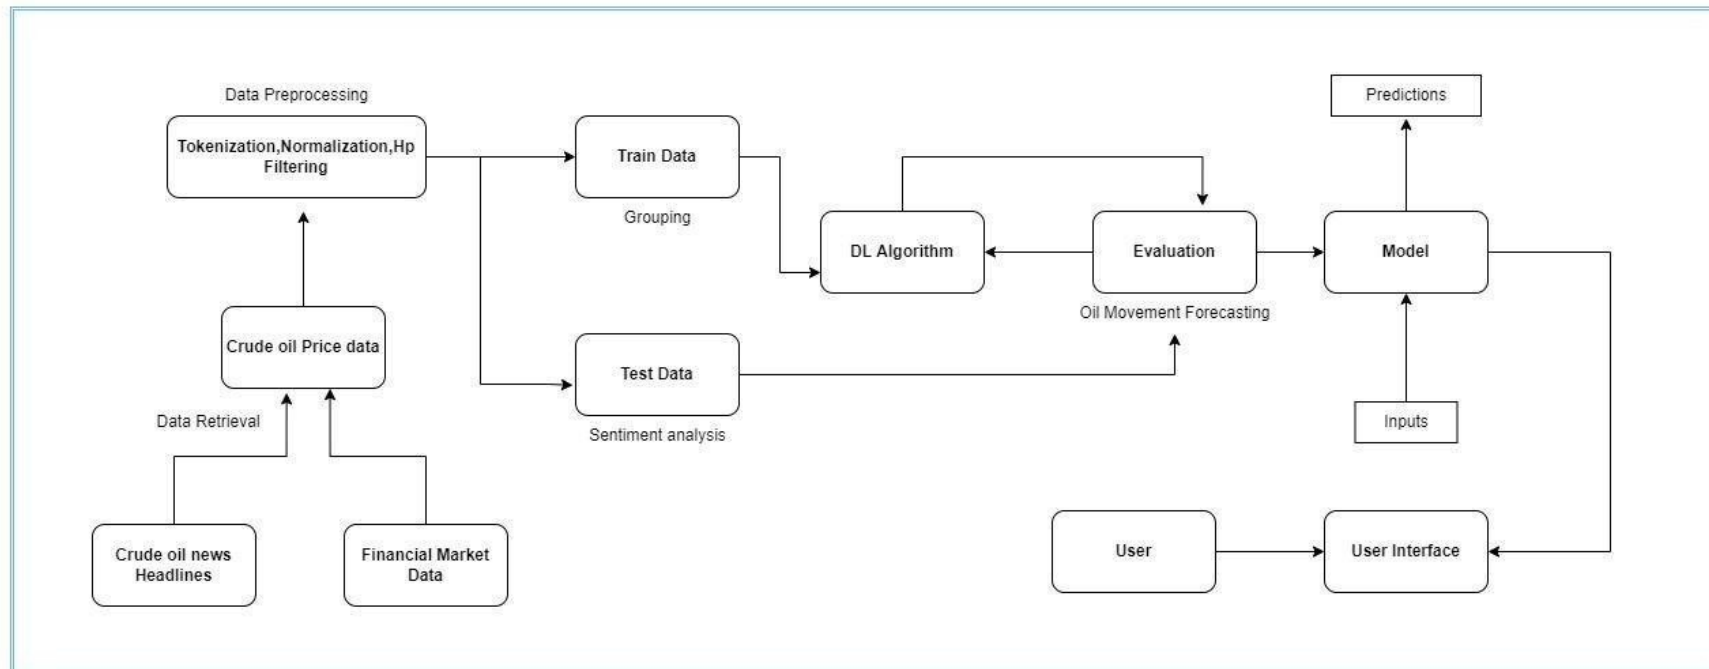 Data Preprocessing
Tokenization,Normalization,Hp
Filtering
Train Data
Grouping
Predictions
DL Algorithm
Evaluation
Model
Oil Movement Forecasting
Crude oil Price data
Test Data
Sentiment analysis
Data Retrieval
Inputs
Crude oil news
Headlines
Financial Market
Data
User
User Interface